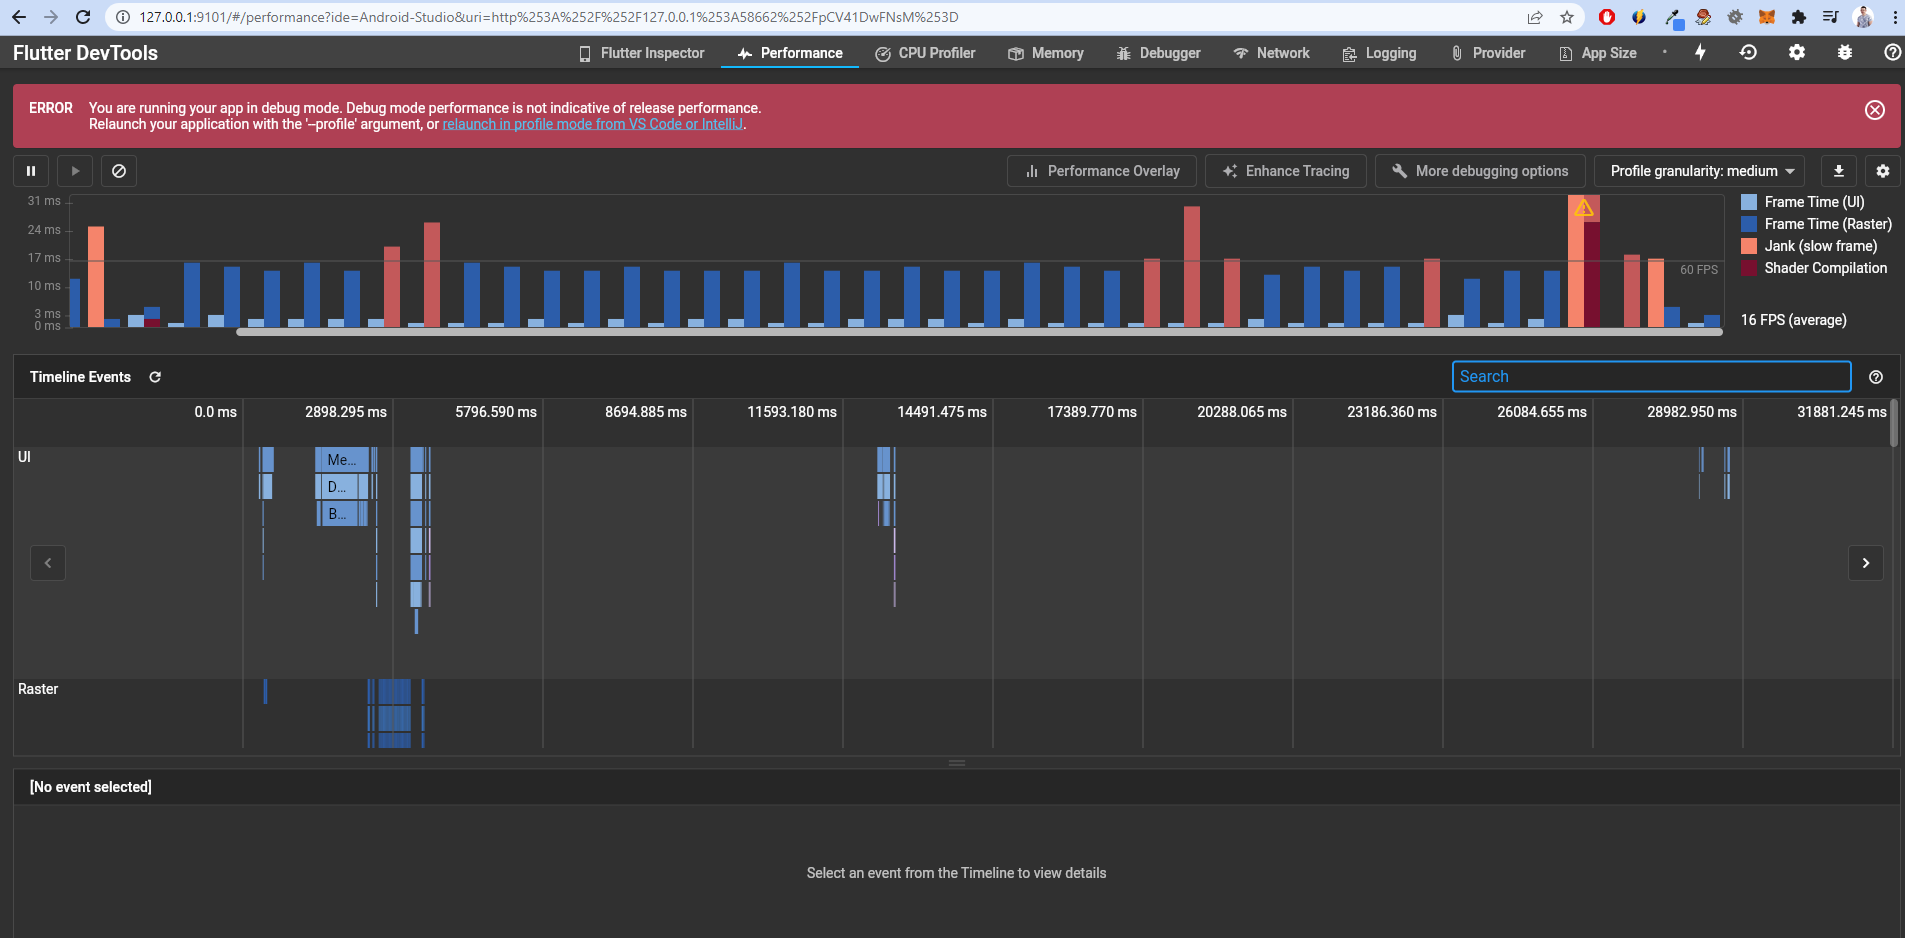 127.0.0.1:9101/#/performance?ide=Android-Studio&uri=http%253A%252F%252F127.0.0.1%253A58662%252FpCV41DwFNsM%253D
Flutter DevTools
Flutter Inspector
Performance
CPU Profiler
Memory
Debugger
Network
Logging
Provider
App Size
ERROR
You are running your app in debug mode. Debug mode performance is not indicative of release performance.
Relaunch your application with the '--profile' argument, or relaunch in profile mode from VS Code or IntelliJ.
Performance Overlay
Enhance Tracing
More debugging options
Profile granularity: medium
31 ms
24 ms
17 ms
10 ms
3 ms
0 ms
60 FPS
Frame Time (UI)
Frame Time (Raster)
Jank (slow frame)
Shader Compilation
16 FPS (average)
Timeline Events
Search
0.0 ms
2898.295 ms
5796.590 ms
8694.885 ms
11593.180 ms
14491.475 ms
17389.770 ms
20288.065 ms
23186.360 ms
26084.655 ms
28982.950 ms
31881.245 ms
UI
Me...
D...
B...
Raster
[No event selected]
Select an event from the Timeline to view details